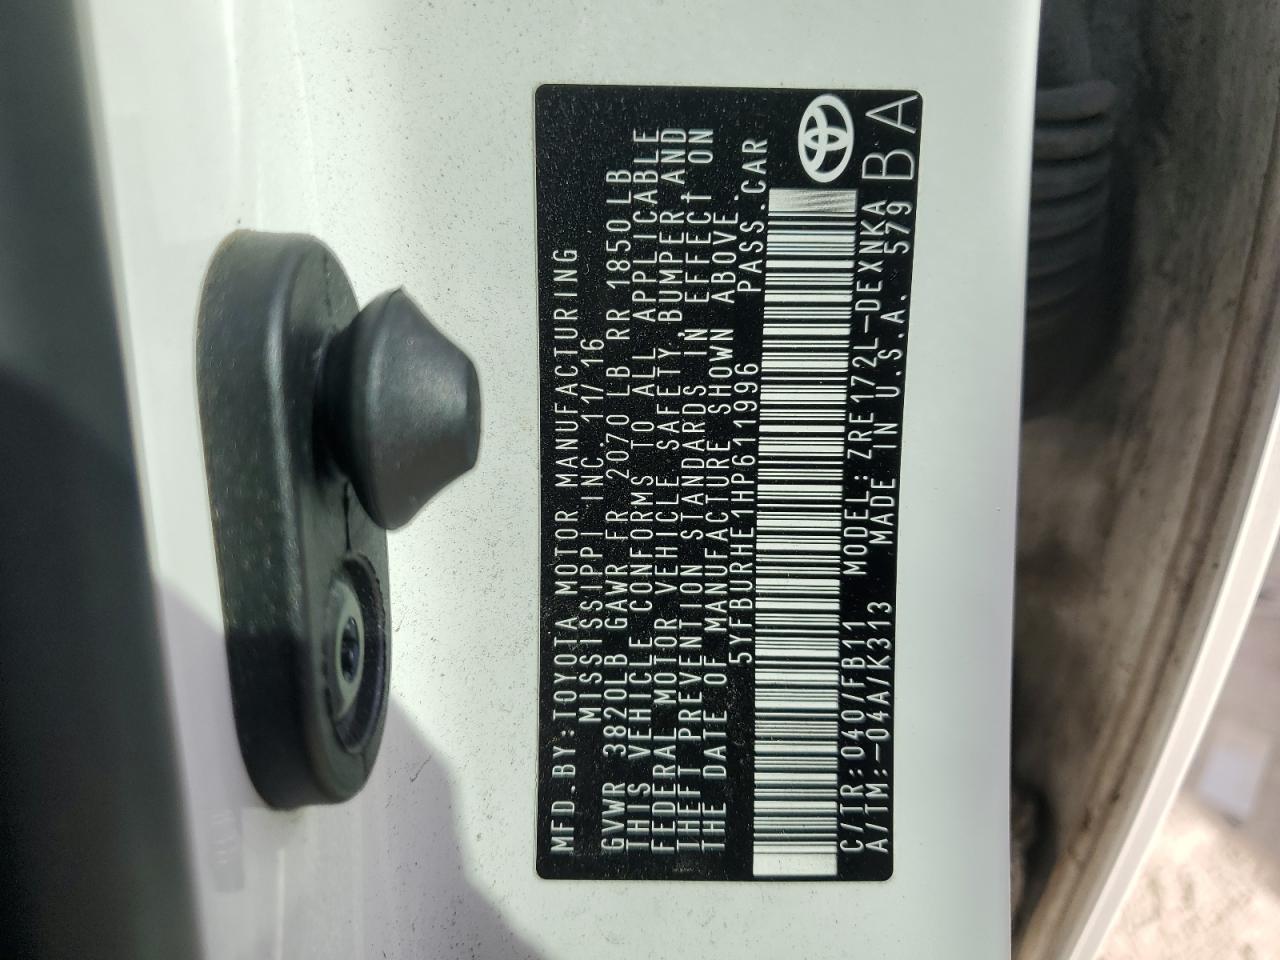 MFD.BY:TOYOTA MOTOR MANUFACTURING
MISSISSIPPI INC. 11/16
GVWR 3820LB GAWR FR 2070 LB RR 1850LB
THIS VEHICLE CONFORMS TO ALL APPLICABLE
FEDERAL MOTOR VEHICLE SAFETY,BUMPER AND
THEFT PREVENTION STANDARDS IN EFFECT ON
THE DATE OF MANUFACTURE SHOWN ABOVE.
5YFBURHE1HP611996 PASS.CAR
C/TR:040/FB11 MODEL:ZRE172L-DEXNKA
A/TM:-04A/K313 MADE IN U.S.A. 579
BA